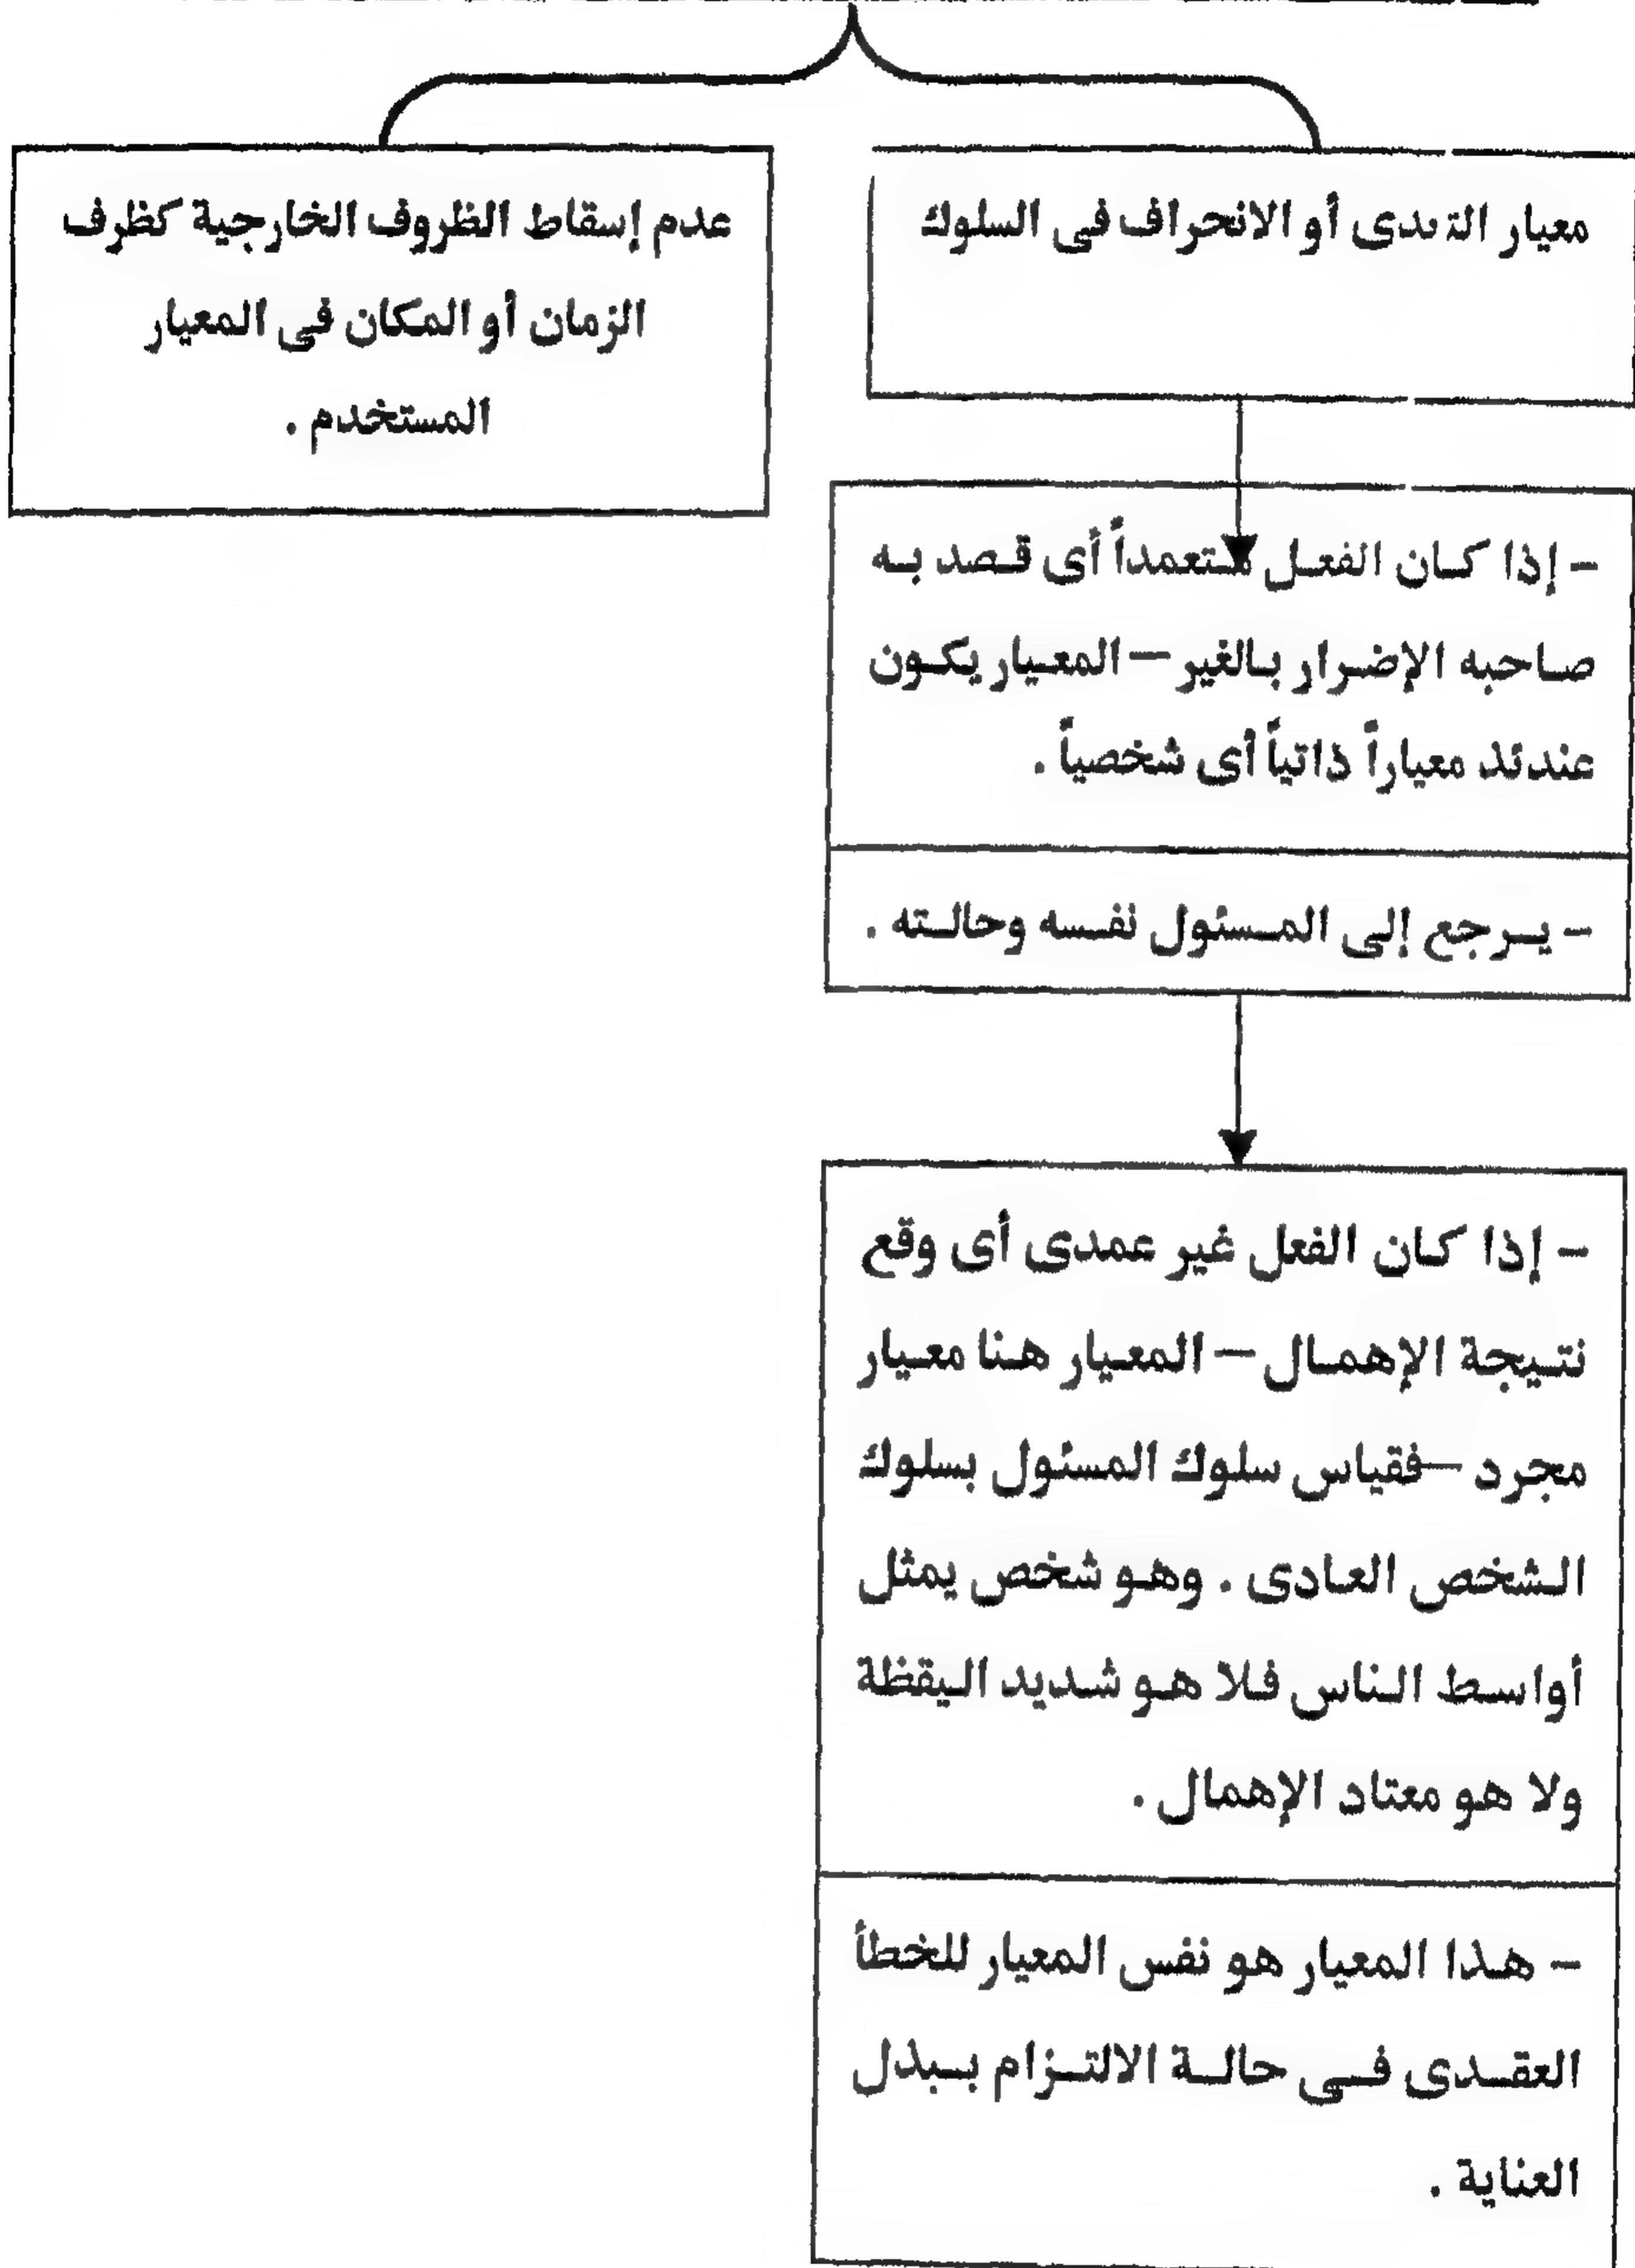 معيار التعدى أو الانحراف فى السلوك
عدم إسقاط الظروف الخارجية كظرف
الزمان أو المكان فى المعيار
المستخدم .
- إذا كان الفعل متعمداً أى قصد به
صاحبه الإضرار بالغير – المعيار يكون
عندئذ معياراً ذاتياً أى شخصياً .
- يرجع إلى المسئول نفسه وحالته .
- إذا كان الفعل غير عمدى أى وقع
نتيجة الإهمال – المعيار هنا معيار
مجرد – فقياس سلوك المسئول بسلوك
الشخص العادى . وهو شخص يمثل
أواسط الناس فلا هو شديد اليقظة
ولا هو معتاد الإهمال .
- هذا المعيار هو نفس المعيار للخطأ
العقدى فى حالة الالتزام ببذل
العناية .